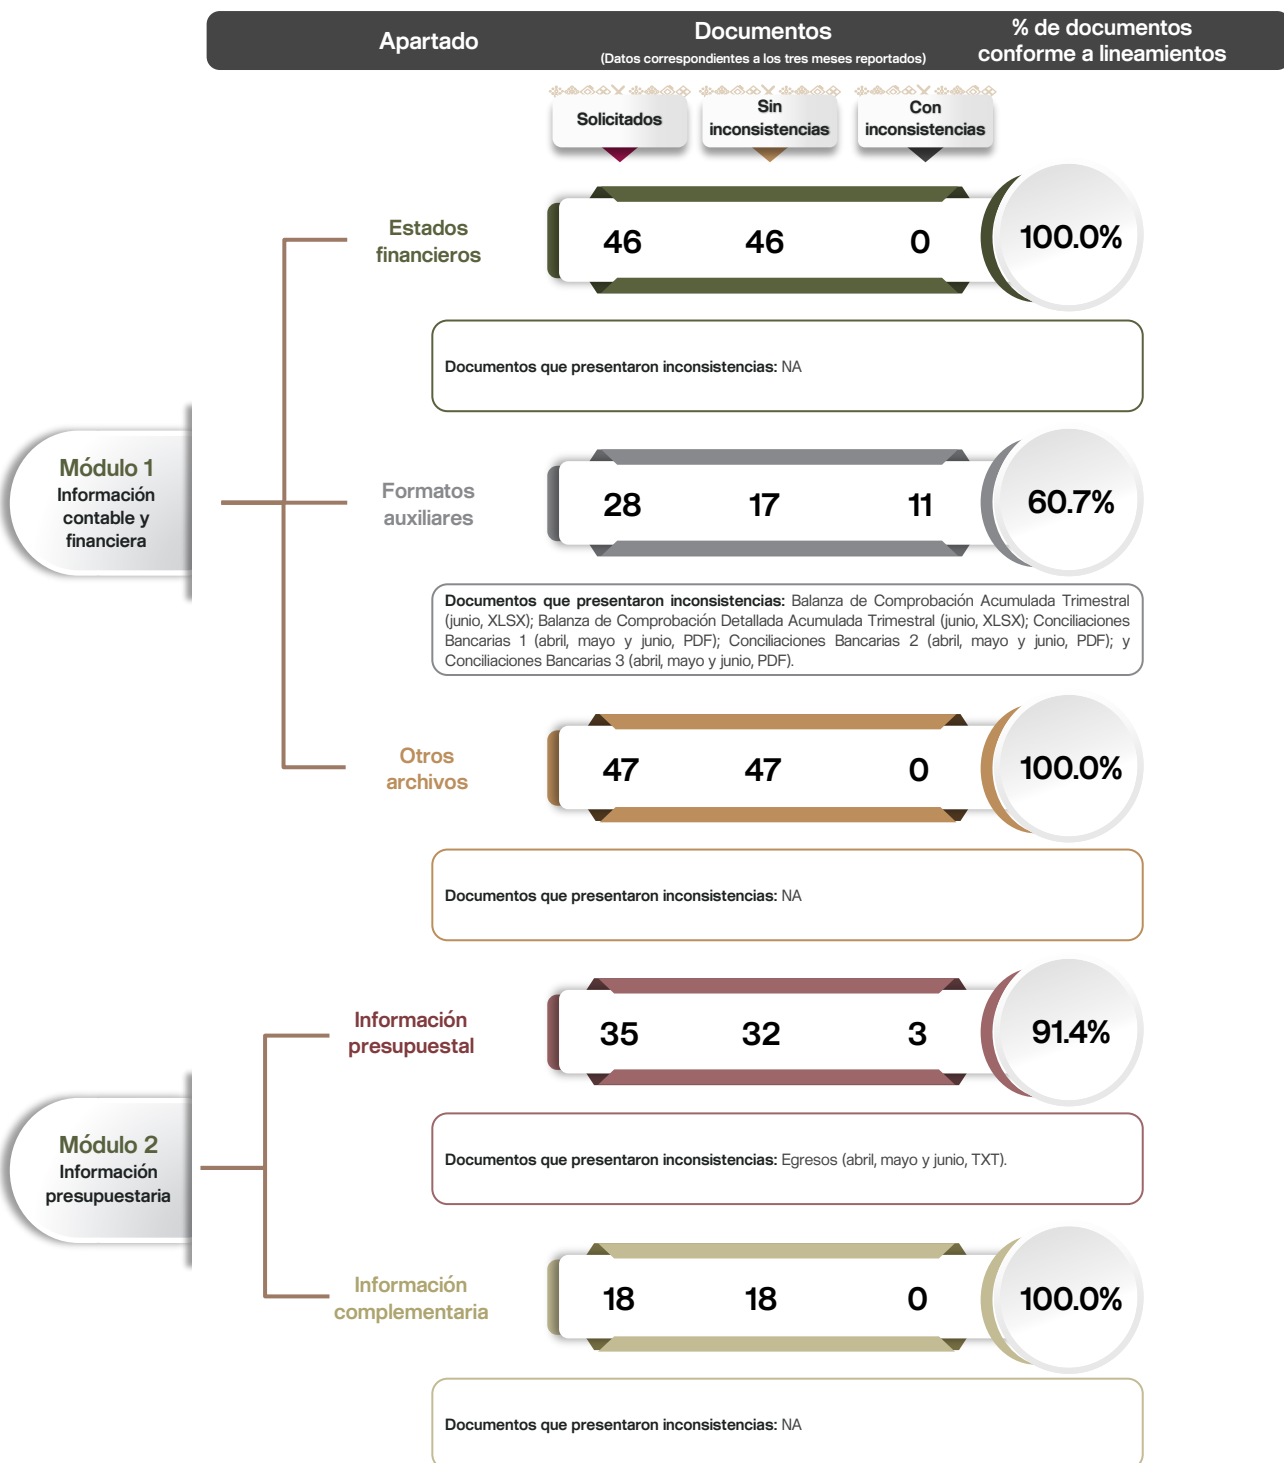 Apartado
Documentos
(Datos correspondientes a los tres meses reportados)
% de documentos
conforme a lineamientos
Solicitados
Sin
inconsistencias
Con
inconsistencias
Módulo 1
Información
contable y
financiera
Estados
financieros
46 46 0 100.0%
Documentos que presentaron inconsistencias: NA
Formatos
auxiliares
28 17 11 60.7%
Documentos que presentaron inconsistencias: Balanza de Comprobación Acumulada Trimestral
(junio, XLSX); Balanza de Comprobación Detallada Acumulada Trimestral (junio, XLSX); Conciliaciones
Bancarias 1 (abril, mayo y junio, PDF); Conciliaciones Bancarias 2 (abril, mayo y junio, PDF); y
Conciliaciones Bancarias 3 (abril, mayo y junio, PDF).
Otros
archivos
47 47 0 100.0%
Documentos que presentaron inconsistencias: NA
Módulo 2
Información
presupuestaria
Información
presupuestal
35 32 3 91.4%
Documentos que presentaron inconsistencias: Egresos (abril, mayo y junio, TXT).
Información
complementaria
18 18 0 100.0%
Documentos que presentaron inconsistencias: NA